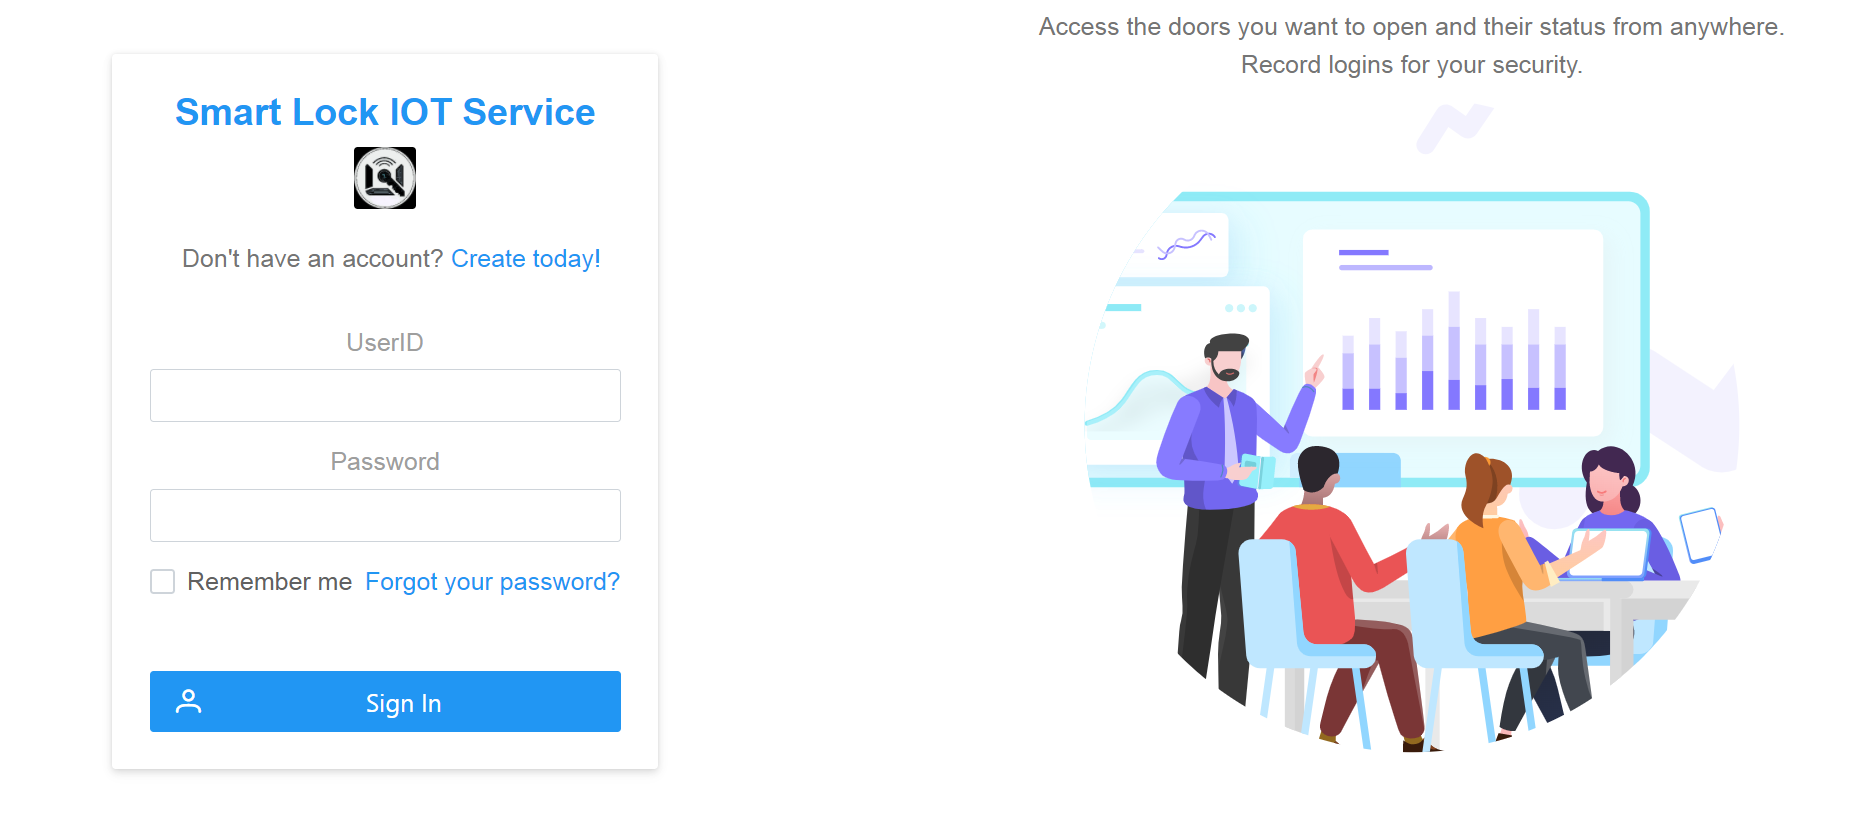 Smart Lock IOT Service
Don't have an account? Create today!
UserID
Password
Remember me Forgot your password?
Sign In
Access the doors you want to open and their status from anywhere.
Record logins for your security.